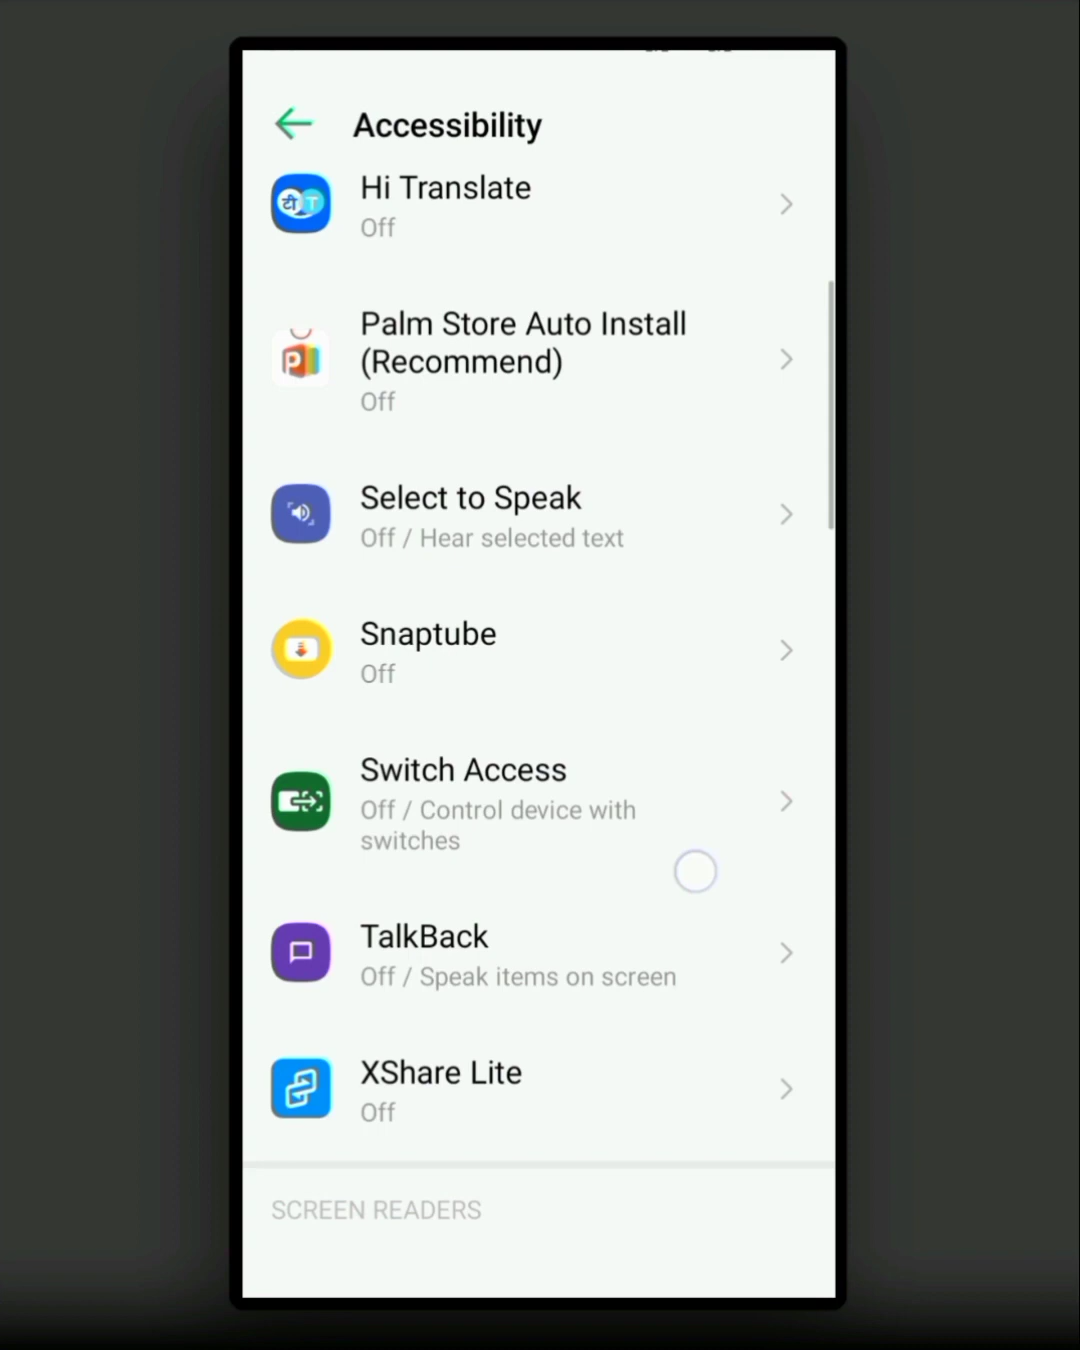 Accessibility
Hi Translate
Off
Palm Store Auto Install
(Recommend)
Off
Select to Speak
Off / Hear selected text
Snaptube
Off
Switch Access
Off / Control device with
switches
TalkBack
Off / Speak items on screen
XShare Lite
Off
SCREEN READERS